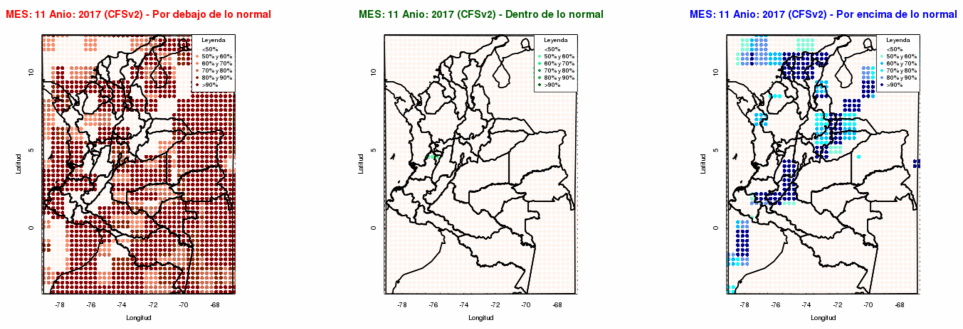 MES: 11 Anio: 2017 (CFSv2) - Por debajo de lo normal
Leyenda
<50%
50% y 60%
60% y 70%
70% y 80%
80% y 90%
>90%
Latitud
10
5
0
-78
-76
-74
-72
-70
-68
Longitud
MES: 11 Anio: 2017 (CFSv2) - Dentro de lo normal
Leyenda
<50%
50% y 60%
60% y 70%
70% y 80%
80% y 90%
>90%
Latitud
10
5
0
-78
-76
-74
-72
-70
-68
Longitud
MES: 11 Anio: 2017 (CFSv2) - Por encima de lo normal
Leyenda
<50%
50% y 60%
60% y 70%
70% y 80%
80% y 90%
>90%
Latitud
10
5
0
-78
-76
-74
-72
-70
-68
Longitud